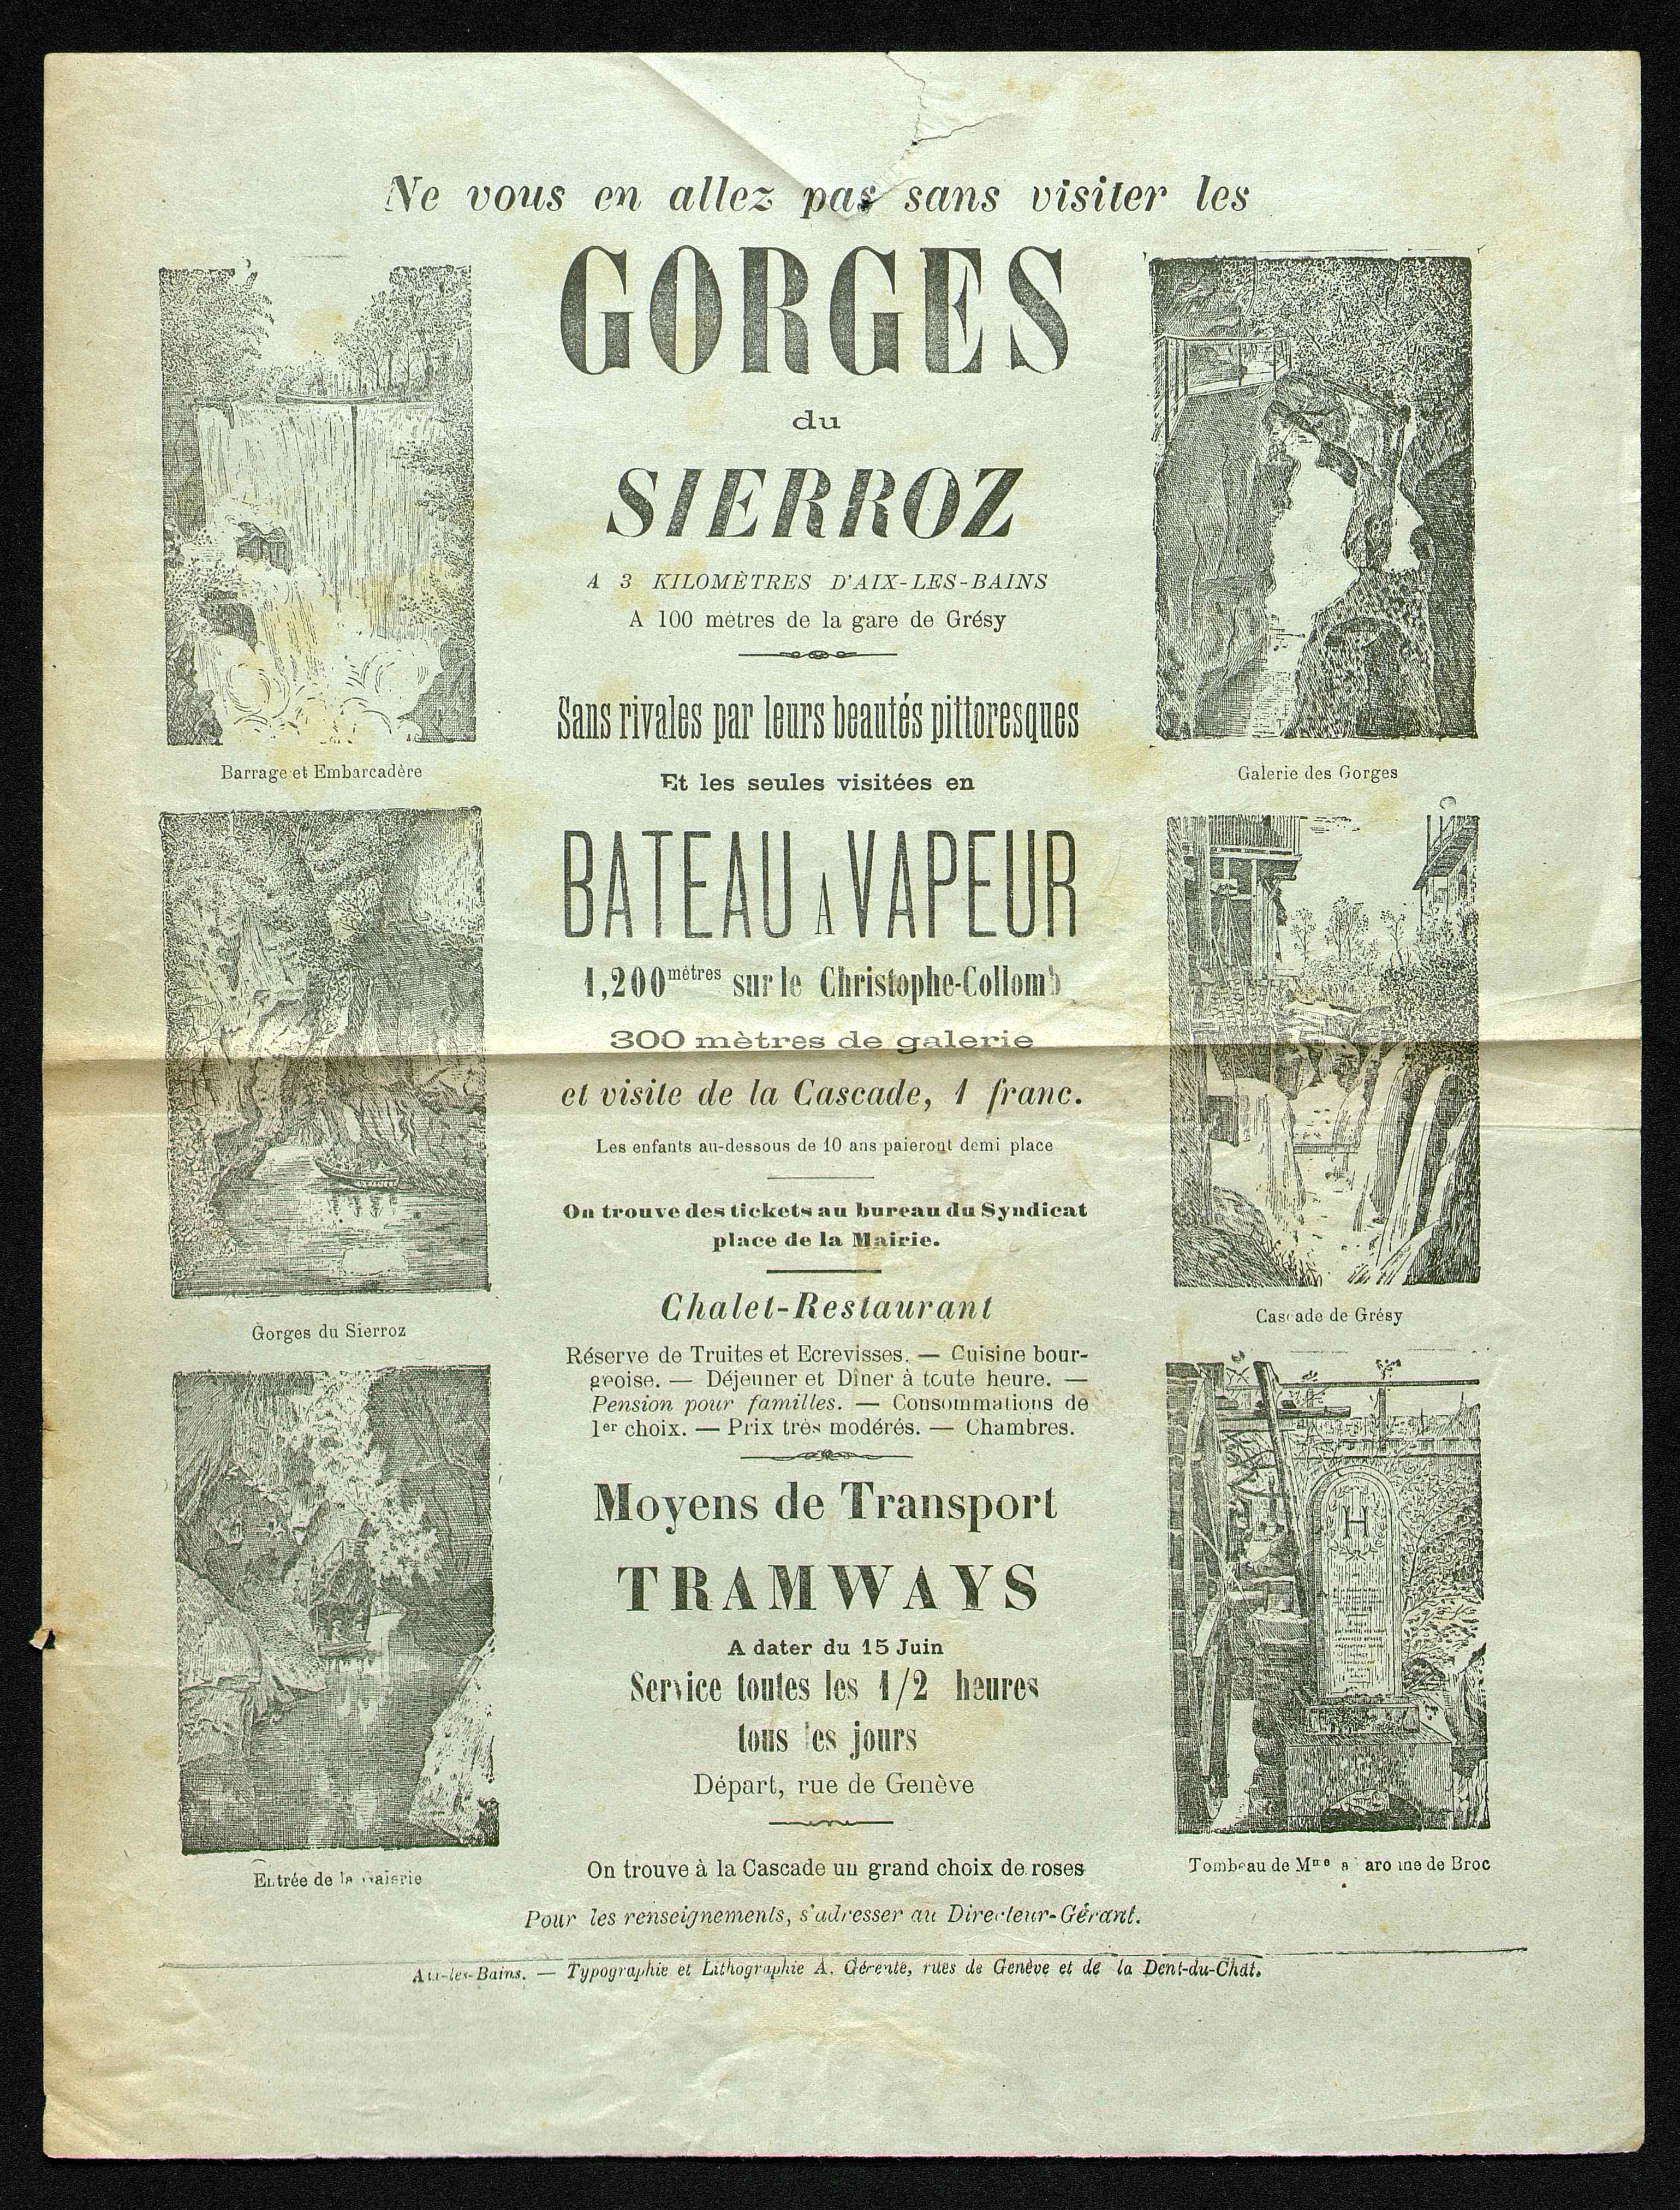 Ne vous en allez pas sans visiter les
GORGES
du
SIERROZ
A 3 KILOMÈTRES D'AIX-LES-BAINS
A 100 mètres de la gare de Grésy
Sans rivales par leurs beautés pittoresques
Et les seules visitées en
BATEAU A VAPEUR
1,200 mètres sur le Christophe-Collomb
300 mètres de galerie
et visite de la Cascade, 1 franc.
Les enfants au-dessous de 10 ans paieront demi place
On trouve des tickets au bureau du Syndicat
place de la Mairie.
Chalet-Restaurant
Réserve de Truites et Ecrevisses. — Cuisine bour-
geoise. — Déjeuner et Dîner à toute heure. —
Pension pour familles. — Consommations de
1er choix. — Prix très modérés. — Chambres.
Moyens de Transport
TRAMWAYS
A dater du 15 Juin
Service toutes les 1/2 heures
tous les jours
Départ, rue de Genève
On trouve à la Cascade un grand choix de roses
Pour les renseignements, s'adresser au Directeur-Gérant.
Aix-les-Bains. — Typographie et Lithographie A. Gérente, rues de Genève et de la Dent-du-Chat.
Barrage et Embarcadère
Gorges du Sierroz
Entrée de la Galerie
Galerie des Gorges
Cascade de Grésy
H
Tombeau de Mme la Baronne de Broc